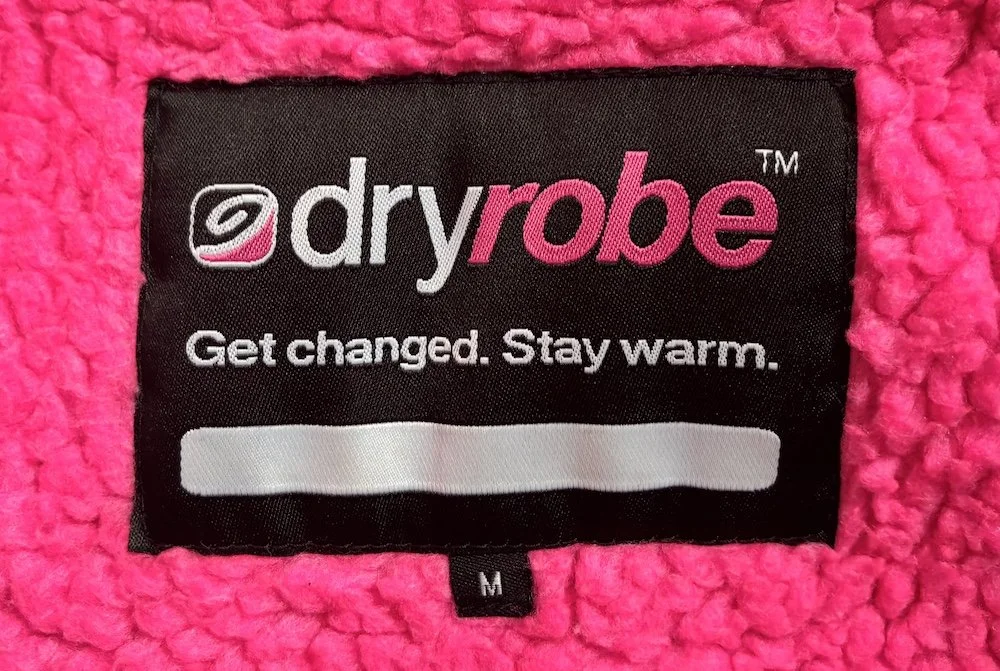 dryrobe™
Get changed. Stay warm.
M